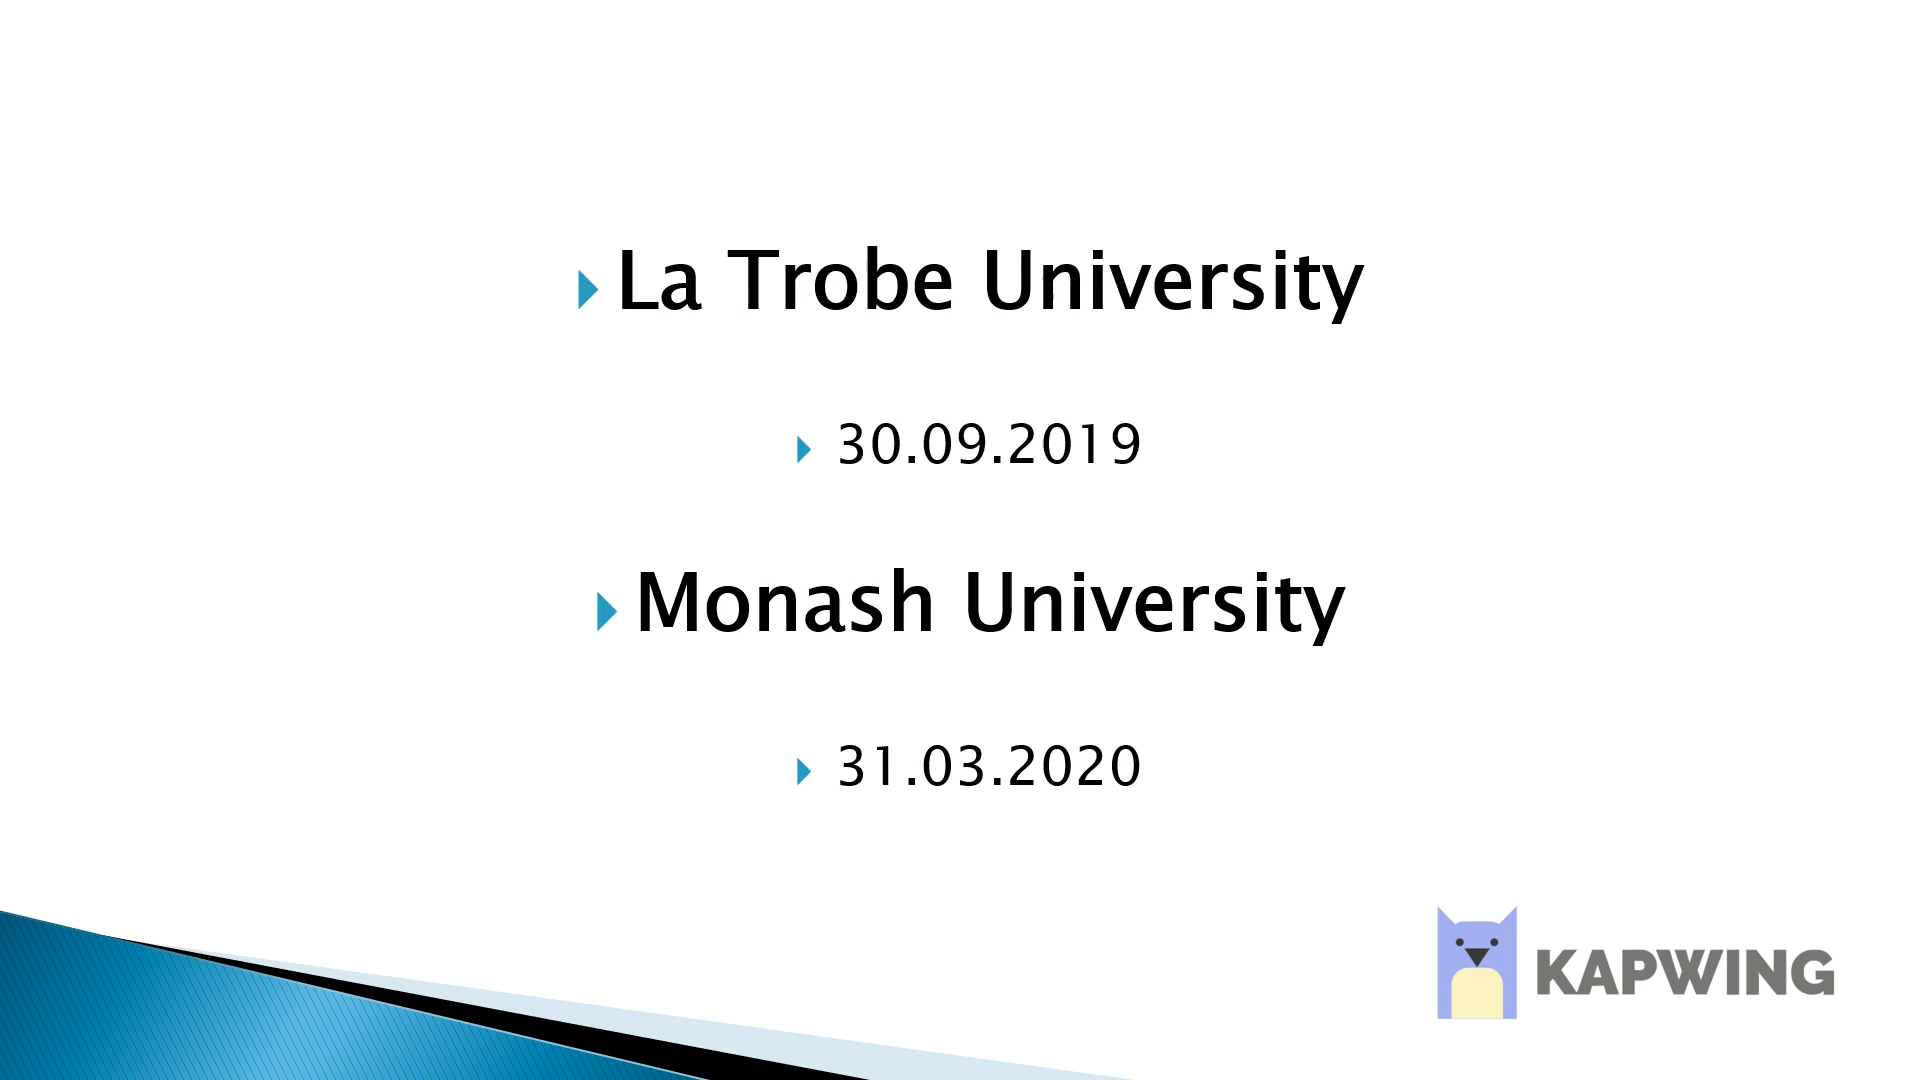 La Trobe University
30.09.2019
Monash University
31.03.2020
KAPWING